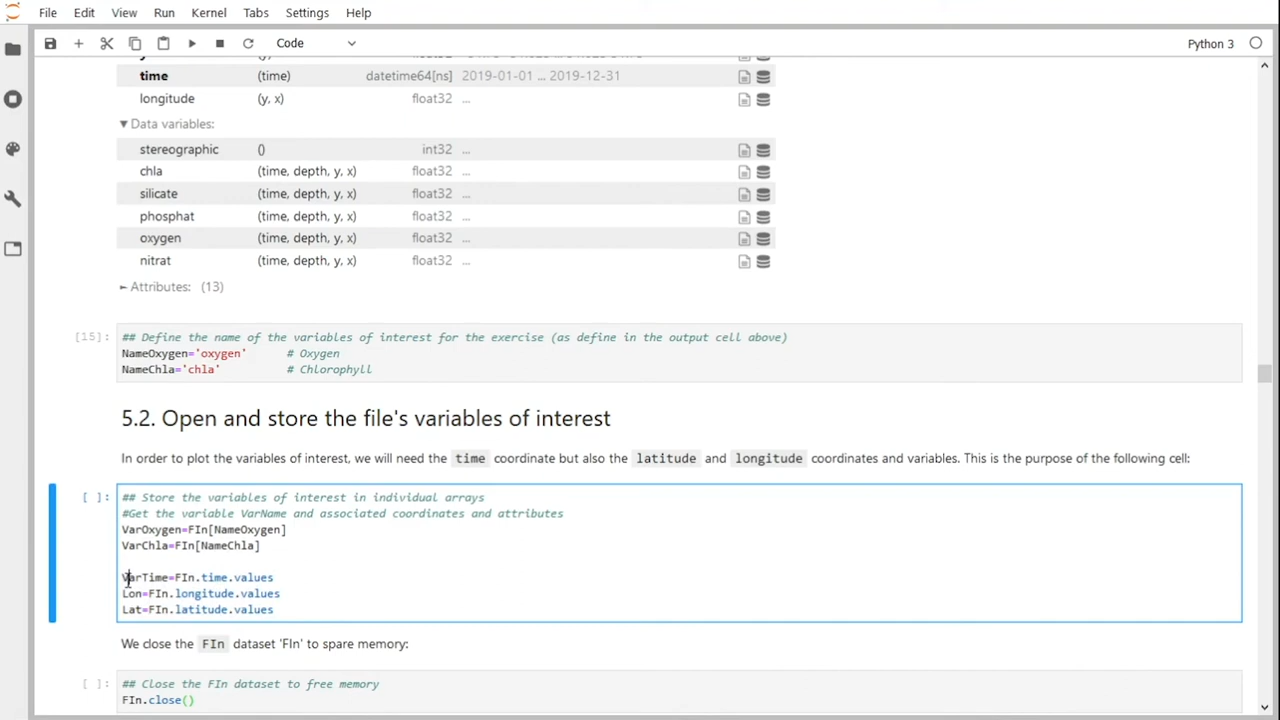 File Edit View Run Kernel Tabs Settings Help
Code Python 3
time (time) datetime64[ns] 2019-01-01 ... 2019-12-31
longitude (y, x) float32 ...
▼ Data variables:
stereographic () int32 ...
chla (time, depth, y, x) float32 ...
silicate (time, depth, y, x) float32 ...
phosphat (time, depth, y, x) float32 ...
oxygen (time, depth, y, x) float32 ...
nitrat (time, depth, y, x) float32 ...
► Attributes: (13)
[15]: ## Define the name of the variables of interest for the exercise (as define in the output cell above)
NameOxygen='oxygen' # Oxygen
NameChla='chla' # Chlorophyll
5.2. Open and store the file's variables of interest
In order to plot the variables of interest, we will need the time coordinate but also the latitude and longitude coordinates and variables. This is the purpose of the following cell:
[ ]: ## Store the variables of interest in individual arrays
#Get the variable VarName and associated coordinates and attributes
VarOxygen=FIn[NameOxygen]
VarChla=FIn[NameChla]
VarTime=FIn.time.values
Lon=FIn.longitude.values
Lat=FIn.latitude.values
We close the FIn dataset 'FIn' to spare memory:
[ ]: ## Close the FIn dataset to free memory
FIn.close()